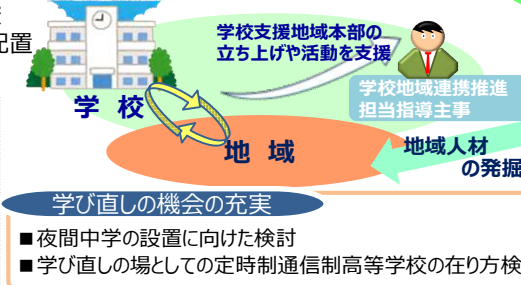 配置
学校支援地域本部の
立ち上げや活動を支援
学校地域連携推進
担当指導主事
学 校
地 域
地域人材
の発掘
学び直しの機会の充実
■夜間中学の設置に向けた検討
■学び直しの場としての定時制通信制高等学校の在り方検